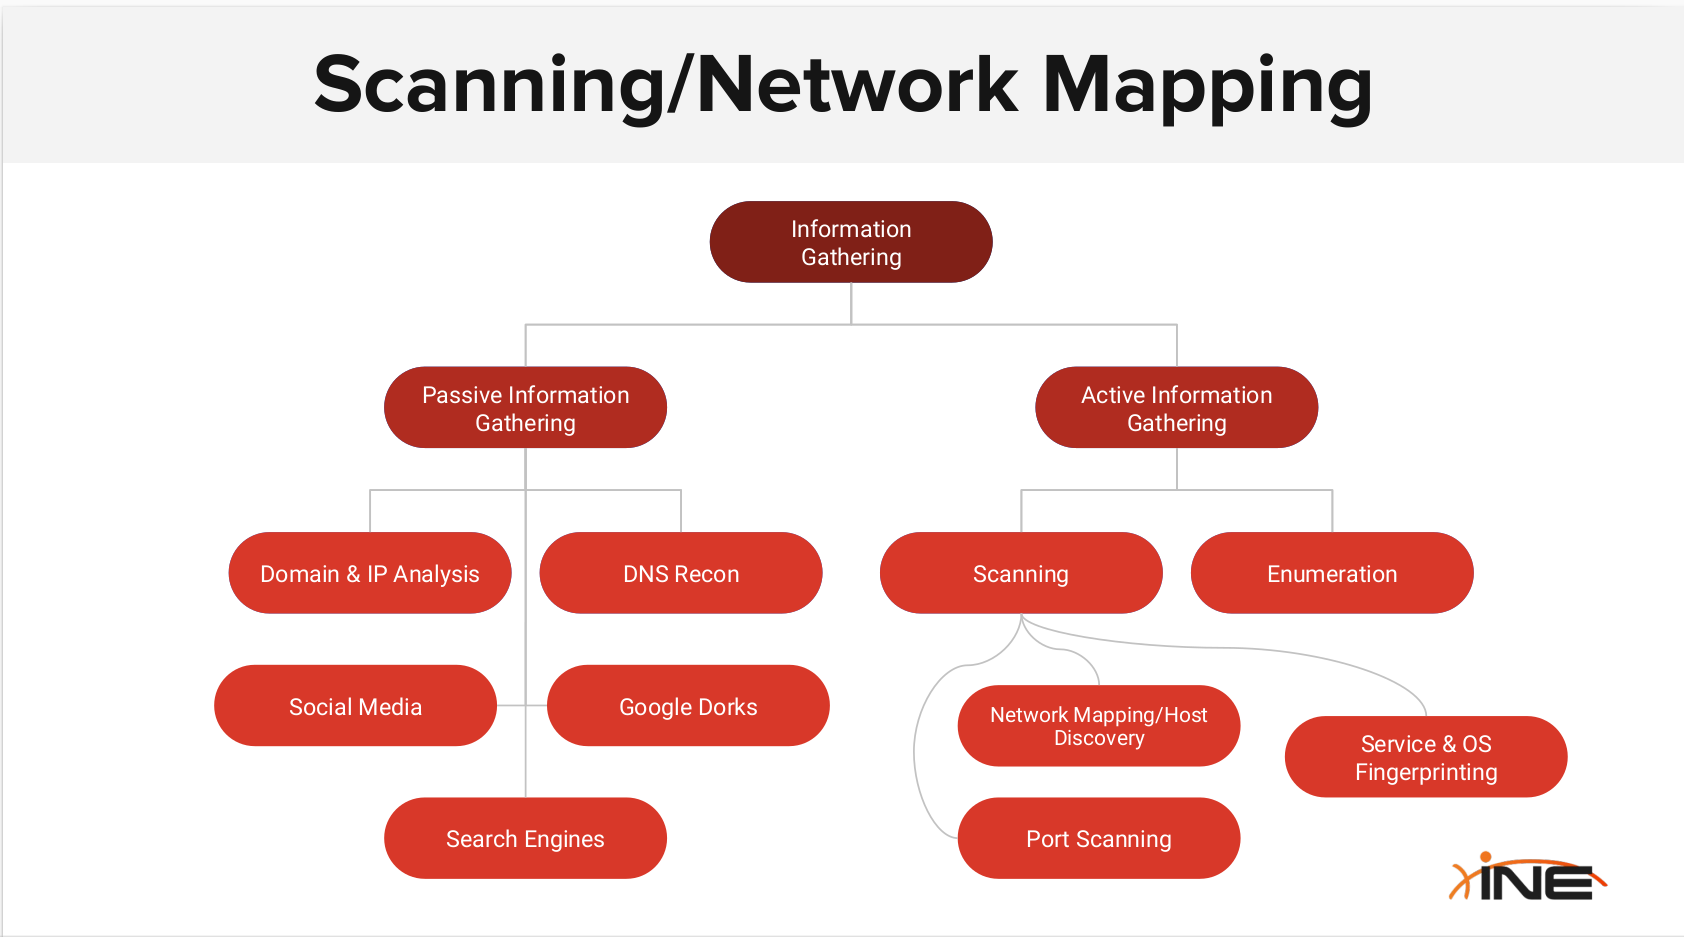 Scanning/Network Mapping
Information
Gathering
Passive Information
Gathering
Active Information
Gathering
Domain & IP Analysis
DNS Recon
Scanning
Enumeration
Social Media
Google Dorks
Network Mapping/Host
Discovery
Service & OS
Fingerprinting
Search Engines
Port Scanning
iNE